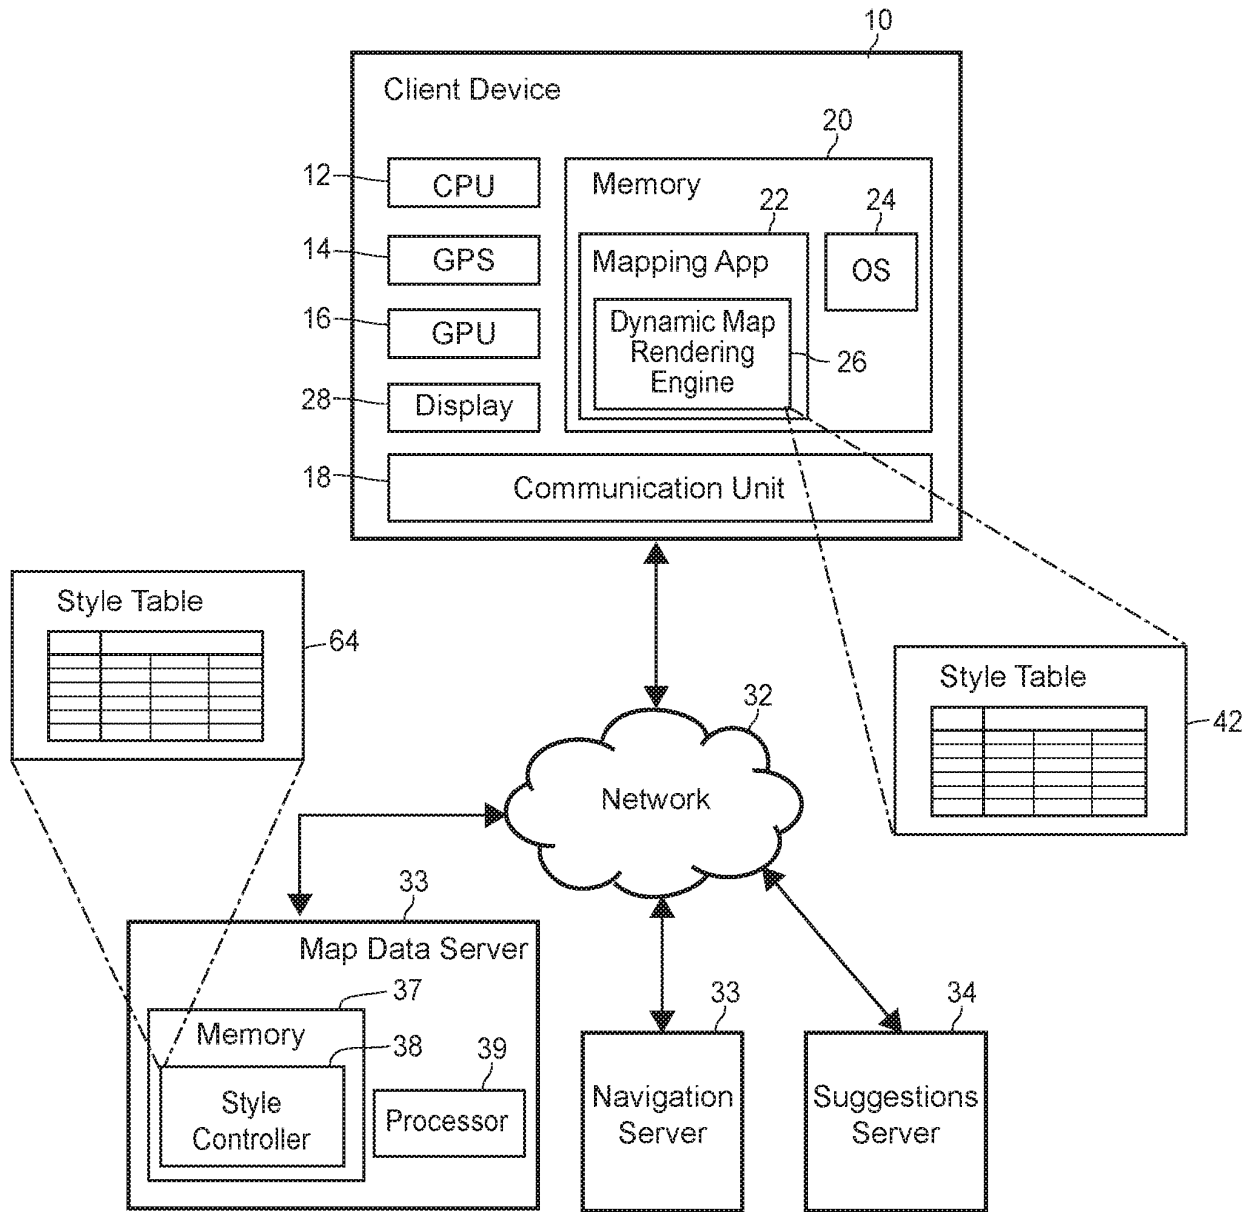 10
Client Device
20
12
CPU
Memory
22
24
14
GPS
Mapping App
OS
16
GPU
Dynamic Map
Rendering
Engine
26
28
Display
18
Communication Unit
Style Table
64
Style Table
42
32
Network
33
Map Data Server
37
Memory
38
39
Style
Controller
Processor
33
Navigation
Server
34
Suggestions
Server